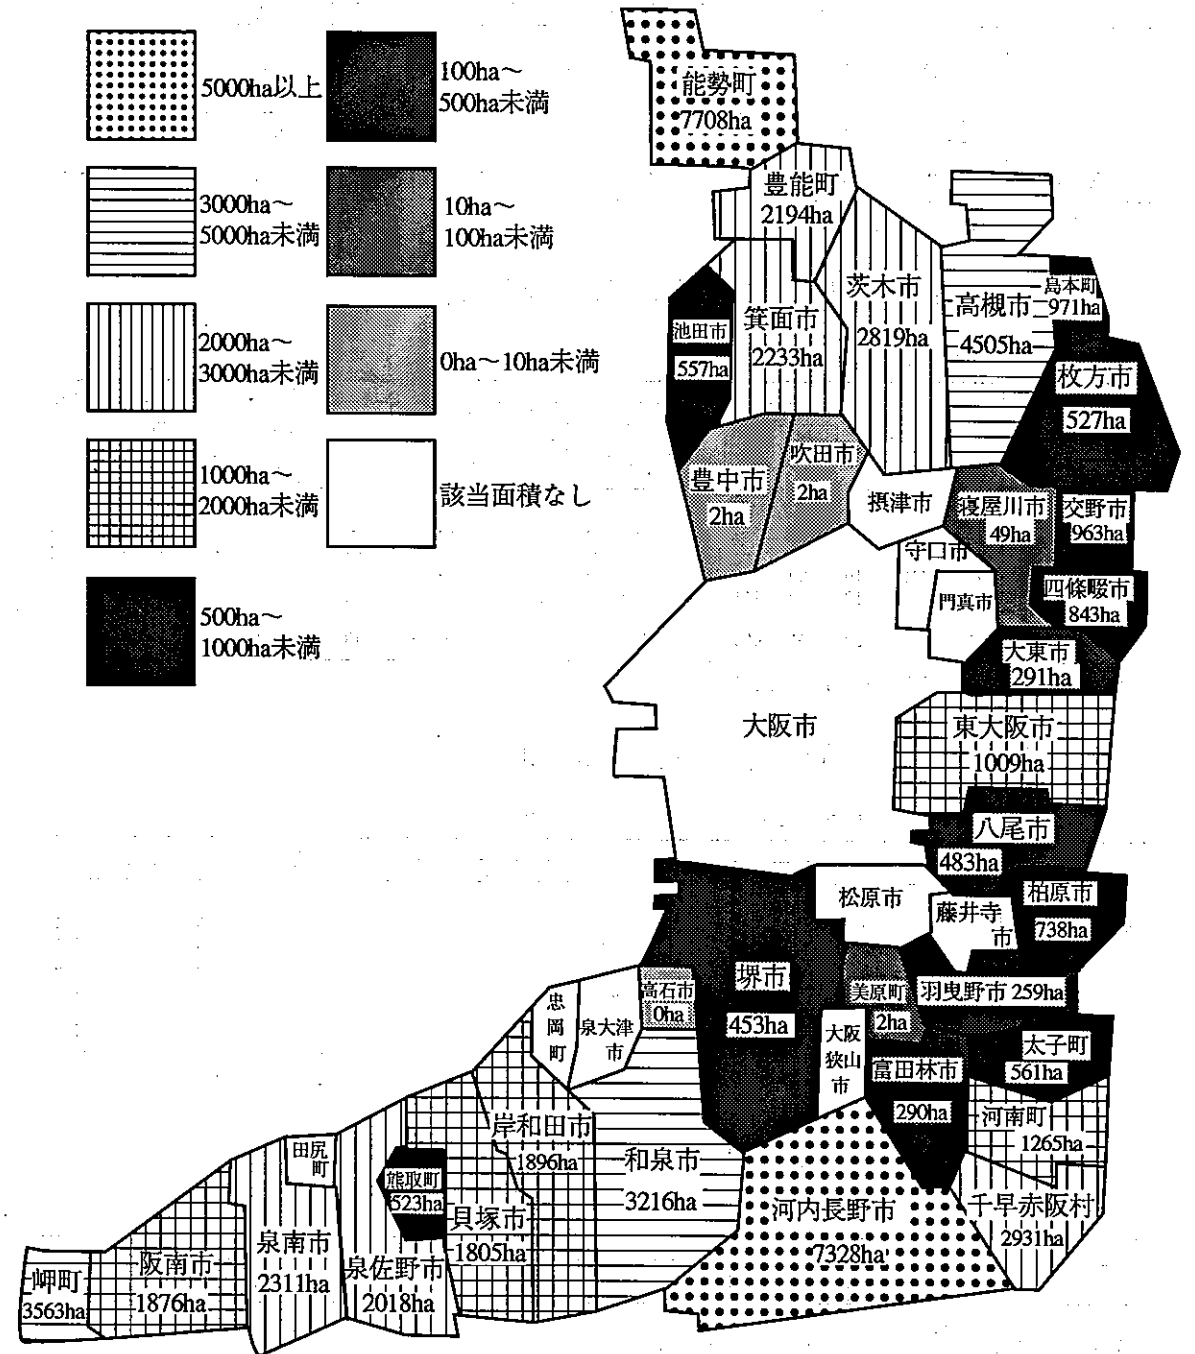 5000ha以上
3000ha～
5000ha未満
2000ha～
3000ha未満
1000ha～
2000ha未満
500ha～
1000ha未満
100ha～
500ha未満
10ha～
100ha未満
0ha～10ha未満
該当面積なし
能勢町
7708ha
豊能町
2194ha
茨木市
2819ha
高槻市
4505ha
島本町
971ha
池田市
557ha
箕面市
2233ha
枚方市
527ha
豊中市
2ha
吹田市
2ha
摂津市
寝屋川市
49ha
交野市
963ha
守口市
門真市
四條畷市
843ha
大東市
291ha
大阪市
東大阪市
1009ha
八尾市
483ha
松原市
藤井寺
市
柏原市
738ha
堺市
453ha
高石市
0ha
美原町
2ha
羽曳野市 259ha
忠
岡
町
泉大津
市
大阪
狭山
市
富田林市
290ha
太子町
561ha
河南町
1265ha
千早赤阪村
2931ha
河内長野市
7328ha
和泉市
3216ha
岸和田市
1896ha
貝塚市
1805ha
熊取町
523ha
田尻
町
泉佐野市
2018ha
泉南市
2311ha
阪南市
1876ha
岬町
3563ha